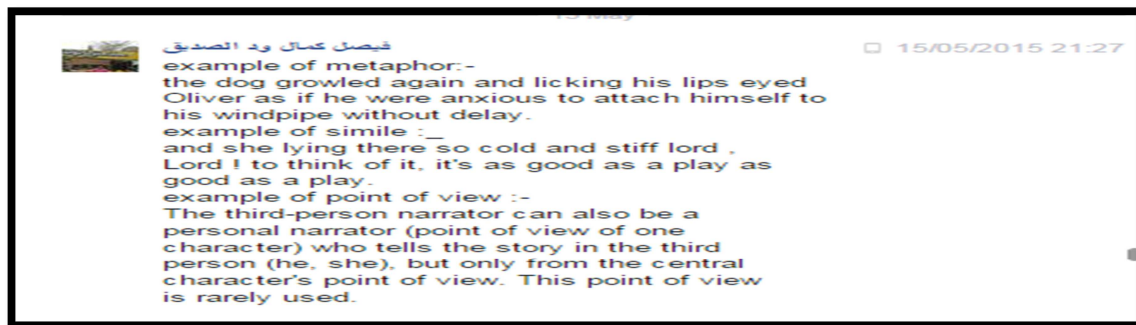 15 May
فيصل كمال ود الصديق
15/05/2015 21:27
example of metaphor:-
the dog growled again and licking his lips eyed
Oliver as if he were anxious to attach himself to
his windpipe without delay.
example of simile :_
and she lying there so cold and stiff lord ,
Lord ! to think of it, it's as good as a play as
good as a play.
example of point of view :-
The third-person narrator can also be a
personal narrator (point of view of one
character) who tells the story in the third
person (he, she), but only from the central
character's point of view. This point of view
is rarely used.